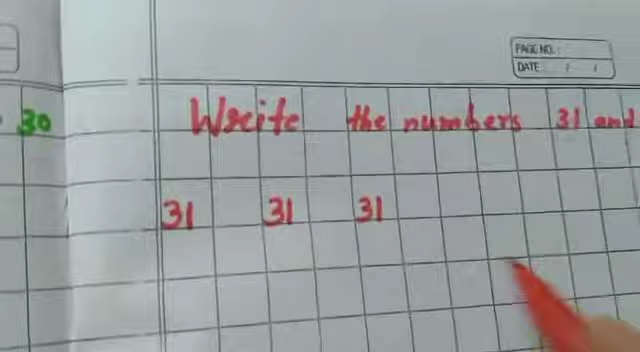 PAGE NO.:
DATE: / /
30
Write the numbers 31 and
31 31 31